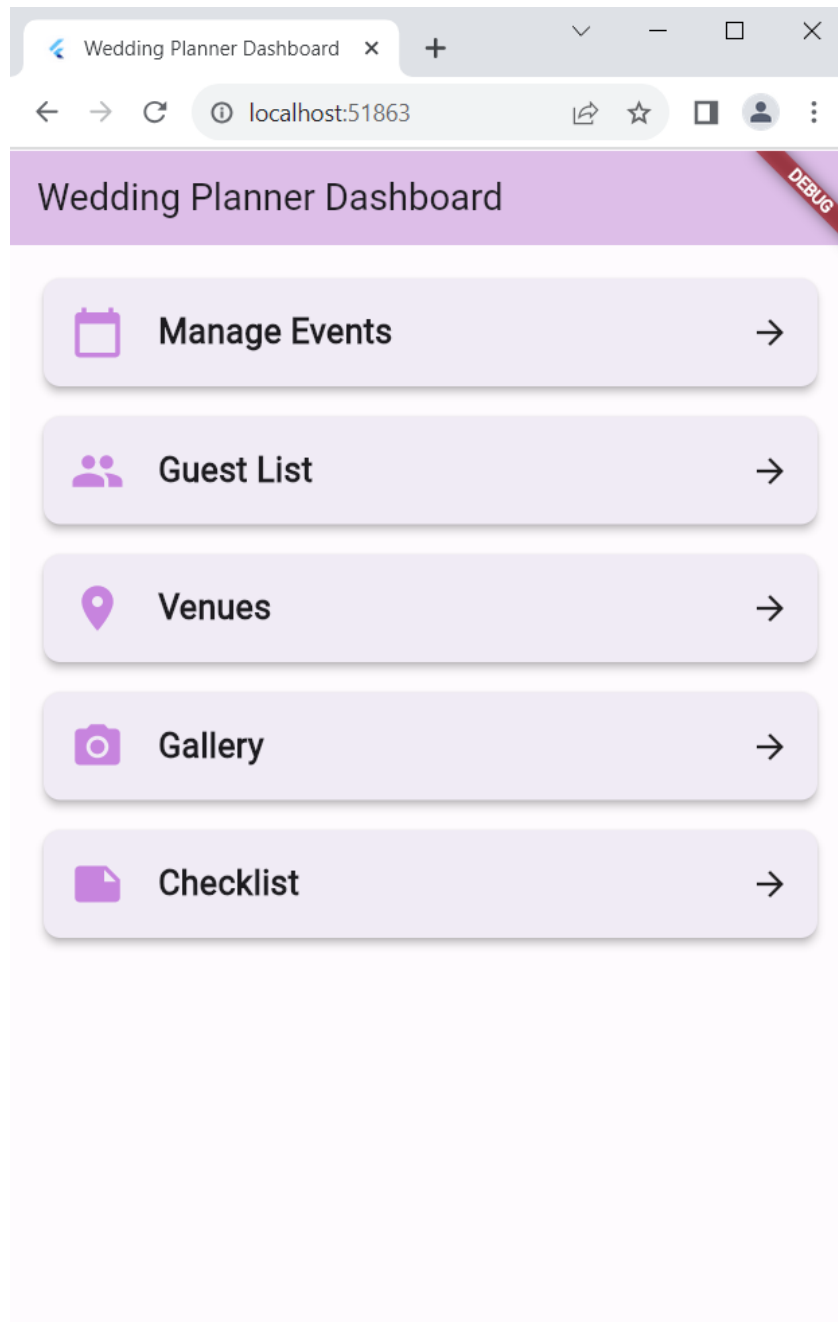 Wedding Planner Dashboard
localhost:51863
Wedding Planner Dashboard
DEBUG
Manage Events
Guest List
Venues
Gallery
Checklist